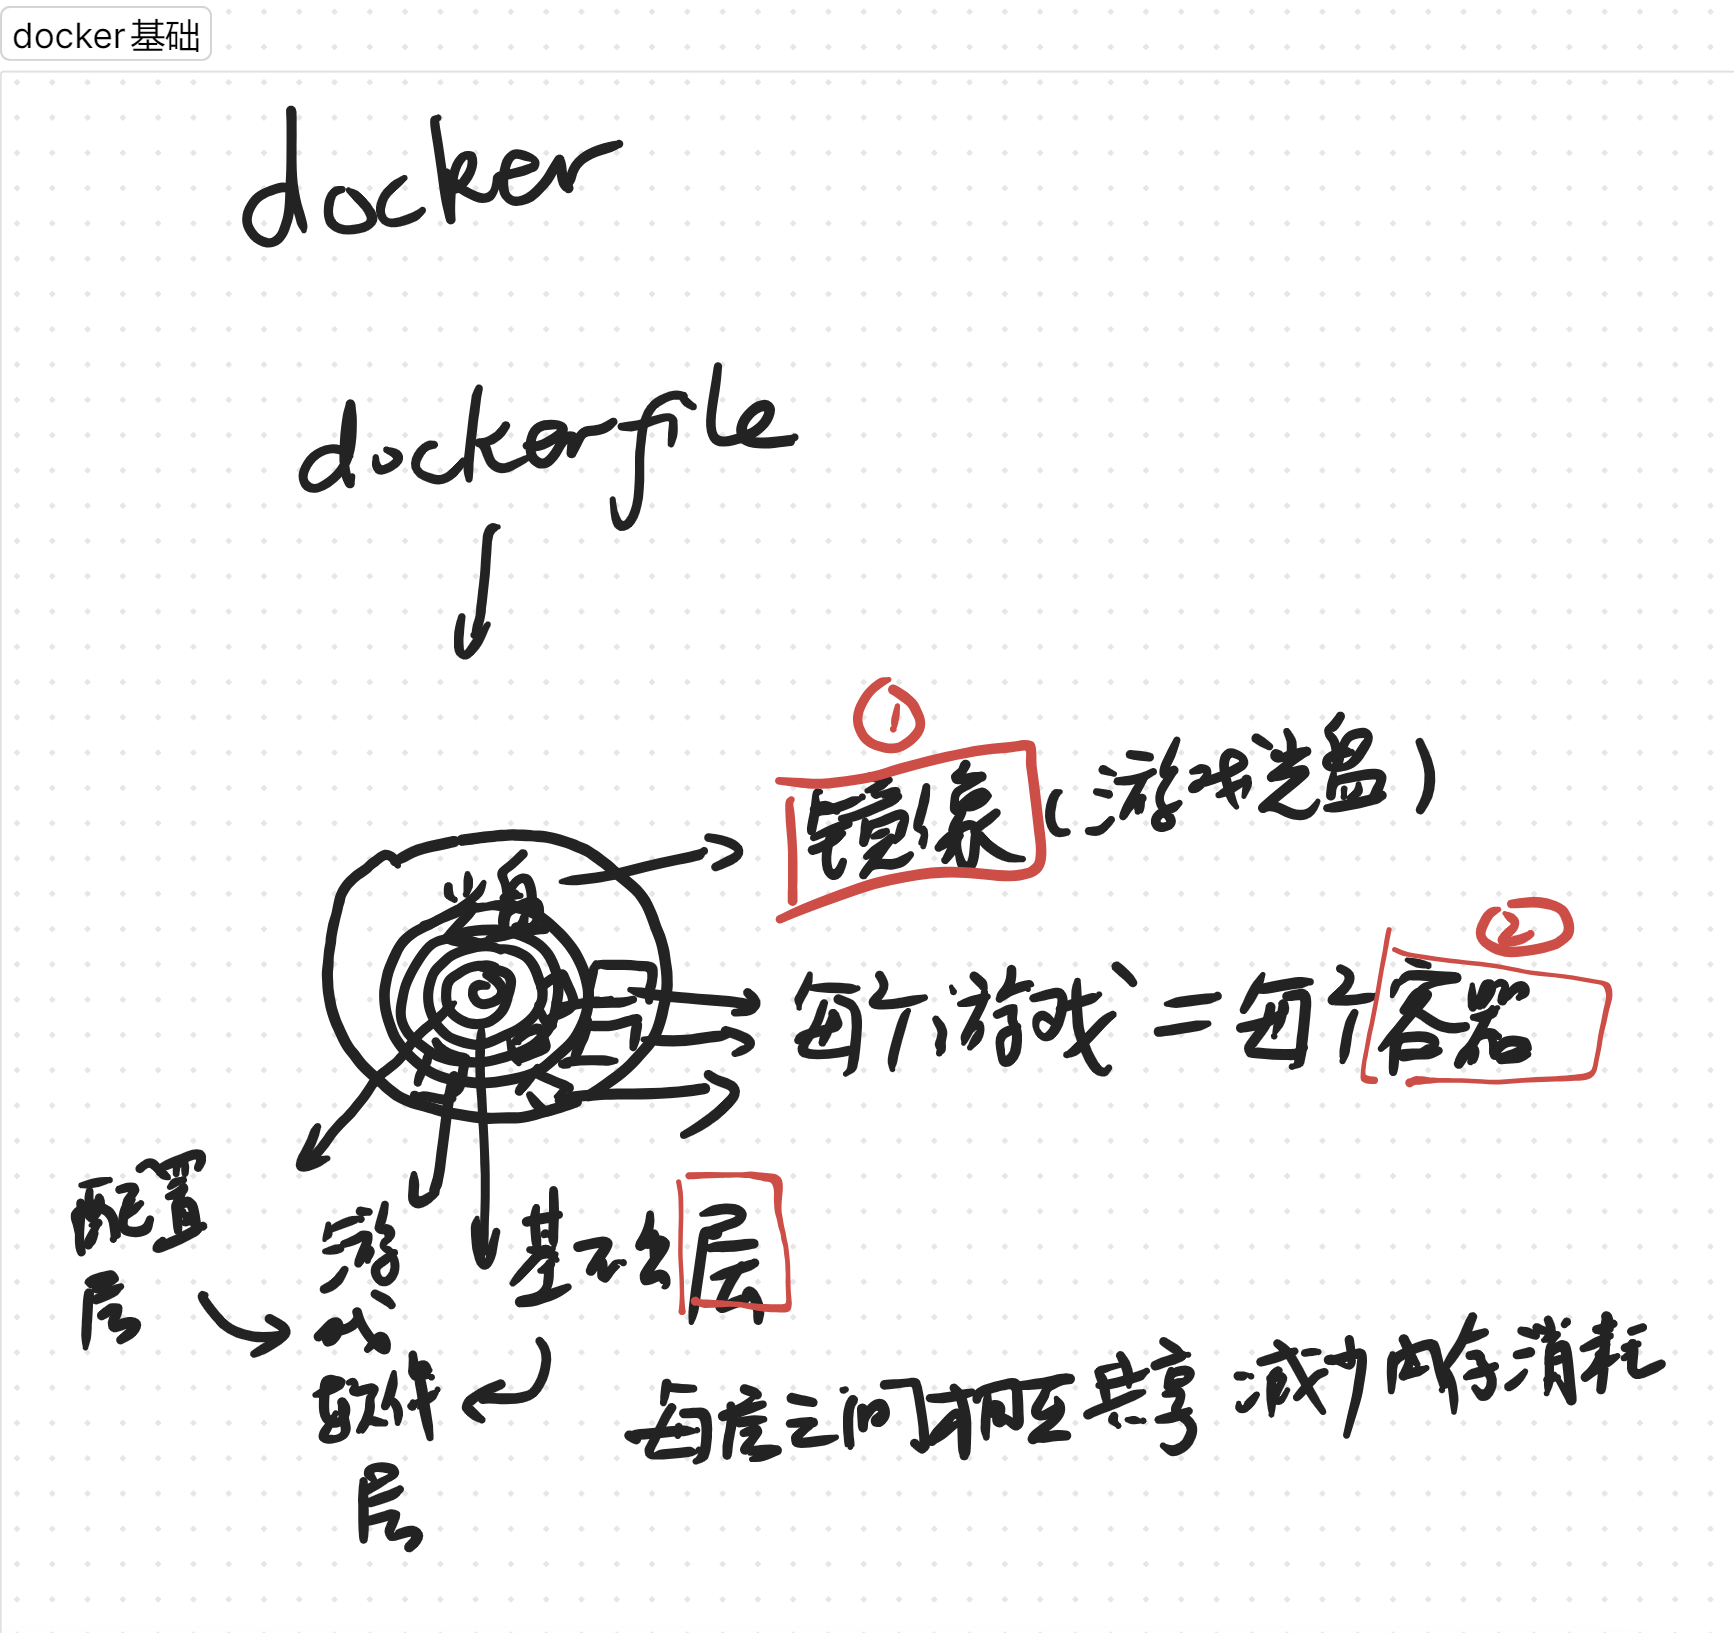 docker基础
docker
dockerfile
①
镜像(游戏光盘)
光盘
②
每个游戏=每个容器
配置
层
游
戏
软件
层
基础层
每层之间相互共享 减少内存消耗